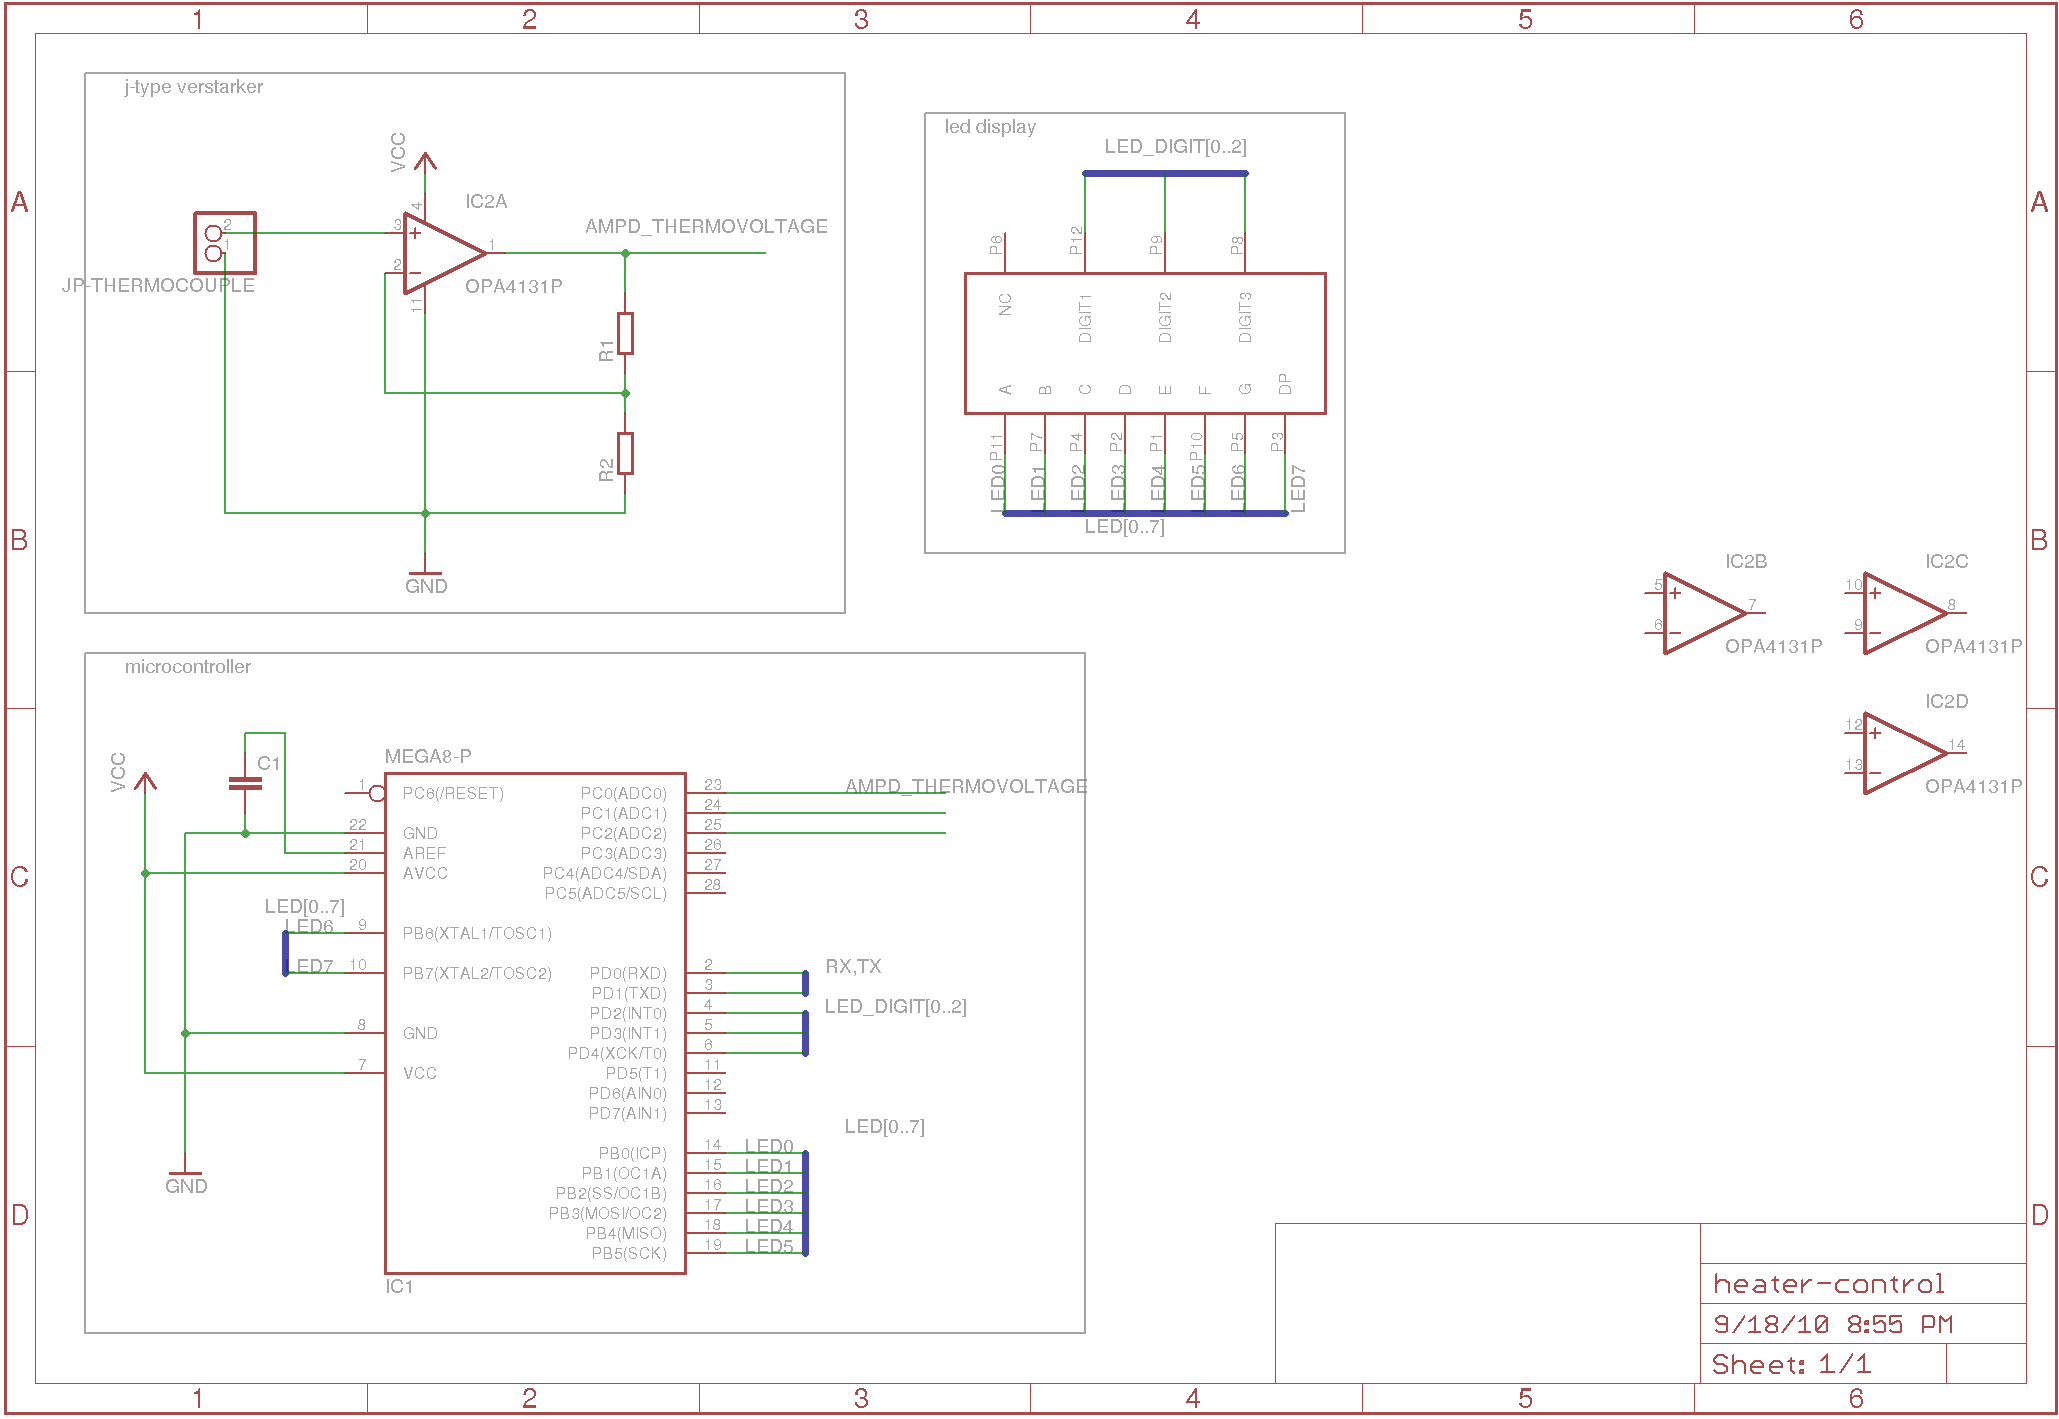 1 2 3 4 5 6
A
B
C
D
A
B
C
D
1 2 3 4 5 6
j-type verstarker
VCC
4
IC2A
3
2
1
11
OPA4131P
AMPD_THERMOVOLTAGE
2
1
JP-THERMOCOUPLE
R1
R2
GND
led display
LED_DIGIT[0..2]
P6 P12 P9 P8
NC DIGIT1 DIGIT2 DIGIT3
A B C D E F G DP
P11 P7 P4 P2 P1 P10 P5 P3
LED0 LED1 LED2 LED3 LED4 LED5 LED6 LED7
LED[0..7]
IC2B
5
6
7
OPA4131P
IC2C
10
9
8
OPA4131P
IC2D
12
13
14
OPA4131P
microcontroller
VCC
C1
MEGA8-P
1 PC6(/RESET)
22 GND
21 AREF
20 AVCC
LED[0..7]
LED6 9 PB6(XTAL1/TOSC1)
LED7 10 PB7(XTAL2/TOSC2)
8 GND
7 VCC
GND
PC0(ADC0) 23 AMPD_THERMOVOLTAGE
PC1(ADC1) 24
PC2(ADC2) 25
PC3(ADC3) 26
PC4(ADC4/SDA) 27
PC5(ADC5/SCL) 28
PD0(RXD) 2 RX,TX
PD1(TXD) 3
PD2(INT0) 4 LED_DIGIT[0..2]
PD3(INT1) 5
PD4(XCK/T0) 6
PD5(T1) 11
PD6(AIN0) 12
PD7(AIN1) 13
LED[0..7]
PB0(ICP) 14 LED0
PB1(OC1A) 15 LED1
PB2(SS/OC1B) 16 LED2
PB3(MOSI/OC2) 17 LED3
PB4(MISO) 18 LED4
PB5(SCK) 19 LED5
IC1
heater-control
9/18/10 8:55 PM
Sheet: 1/1